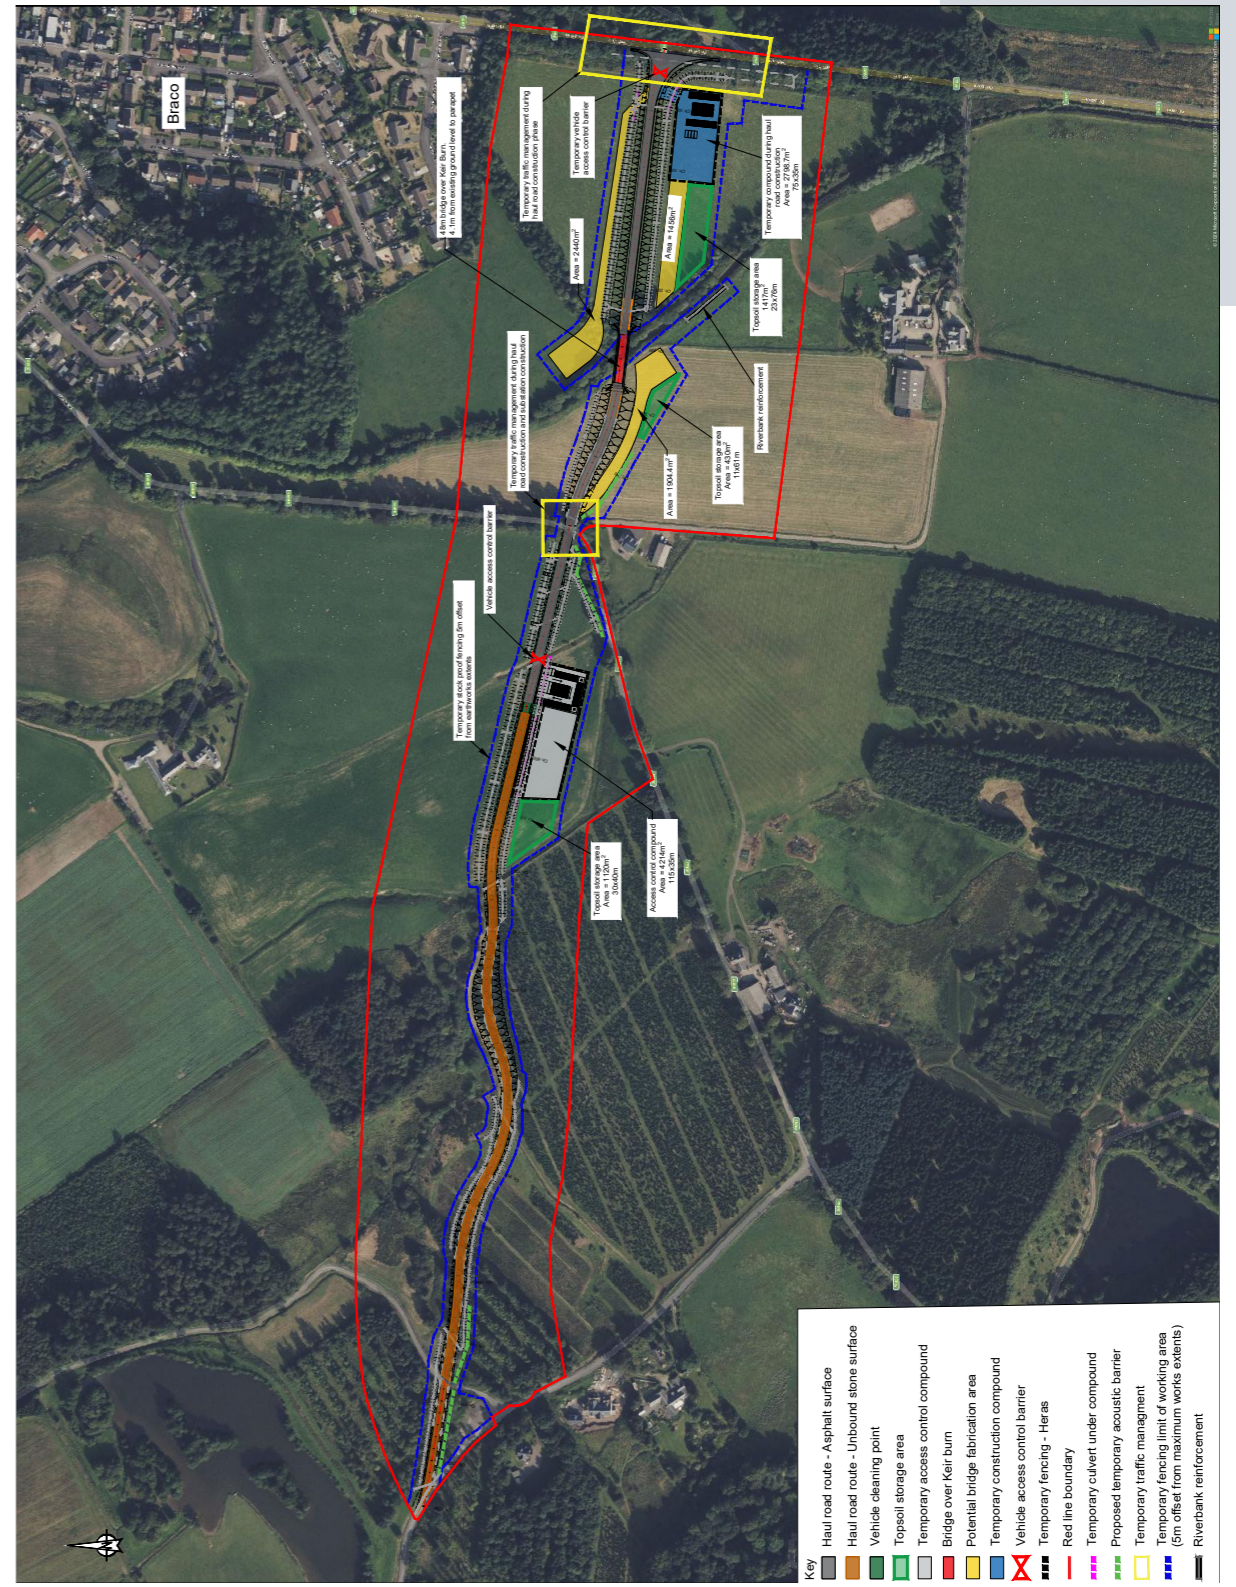 Braco
48m bridge over Keir Burn.
4.1m from existing ground level to parapet
Temporary traffic management during
haul road construction phase
Temporary vehicle
access control barrier
Area = 2440m²
Area = 1456m²
Temporary compound during haul
road construction
Area = 2798.7m²
75x35m
Topsoil storage area
1417m²
23x76m
Riverbank reinforcement
Temporary traffic management during haul
road construction and substation construction
Topsoil storage area
Area = 430m²
11x61m
Area = 1904.4m²
Vehicle access control barrier
Temporary stock proof fencing 5m offset
from earthworks extents
Topsoil storage area
Area = 1120m²
30x40m
Access control compound
Area = 4214m²
115x35m
N
Key
Haul road route - Asphalt surface
Haul road route - Unbound stone surface
Vehicle cleaning point
Topsoil storage area
Temporary access control compound
Bridge over Keir burn
Potential bridge fabrication area
Temporary construction compound
Vehicle access control barrier
Temporary fencing - Heras
Red line boundary
Temporary culvert under compound
Proposed temporary acoustic barrier
Temporary traffic managment
Temporary fencing limit of working area
(5m offset from maximum works extents)
Riverbank reinforcement